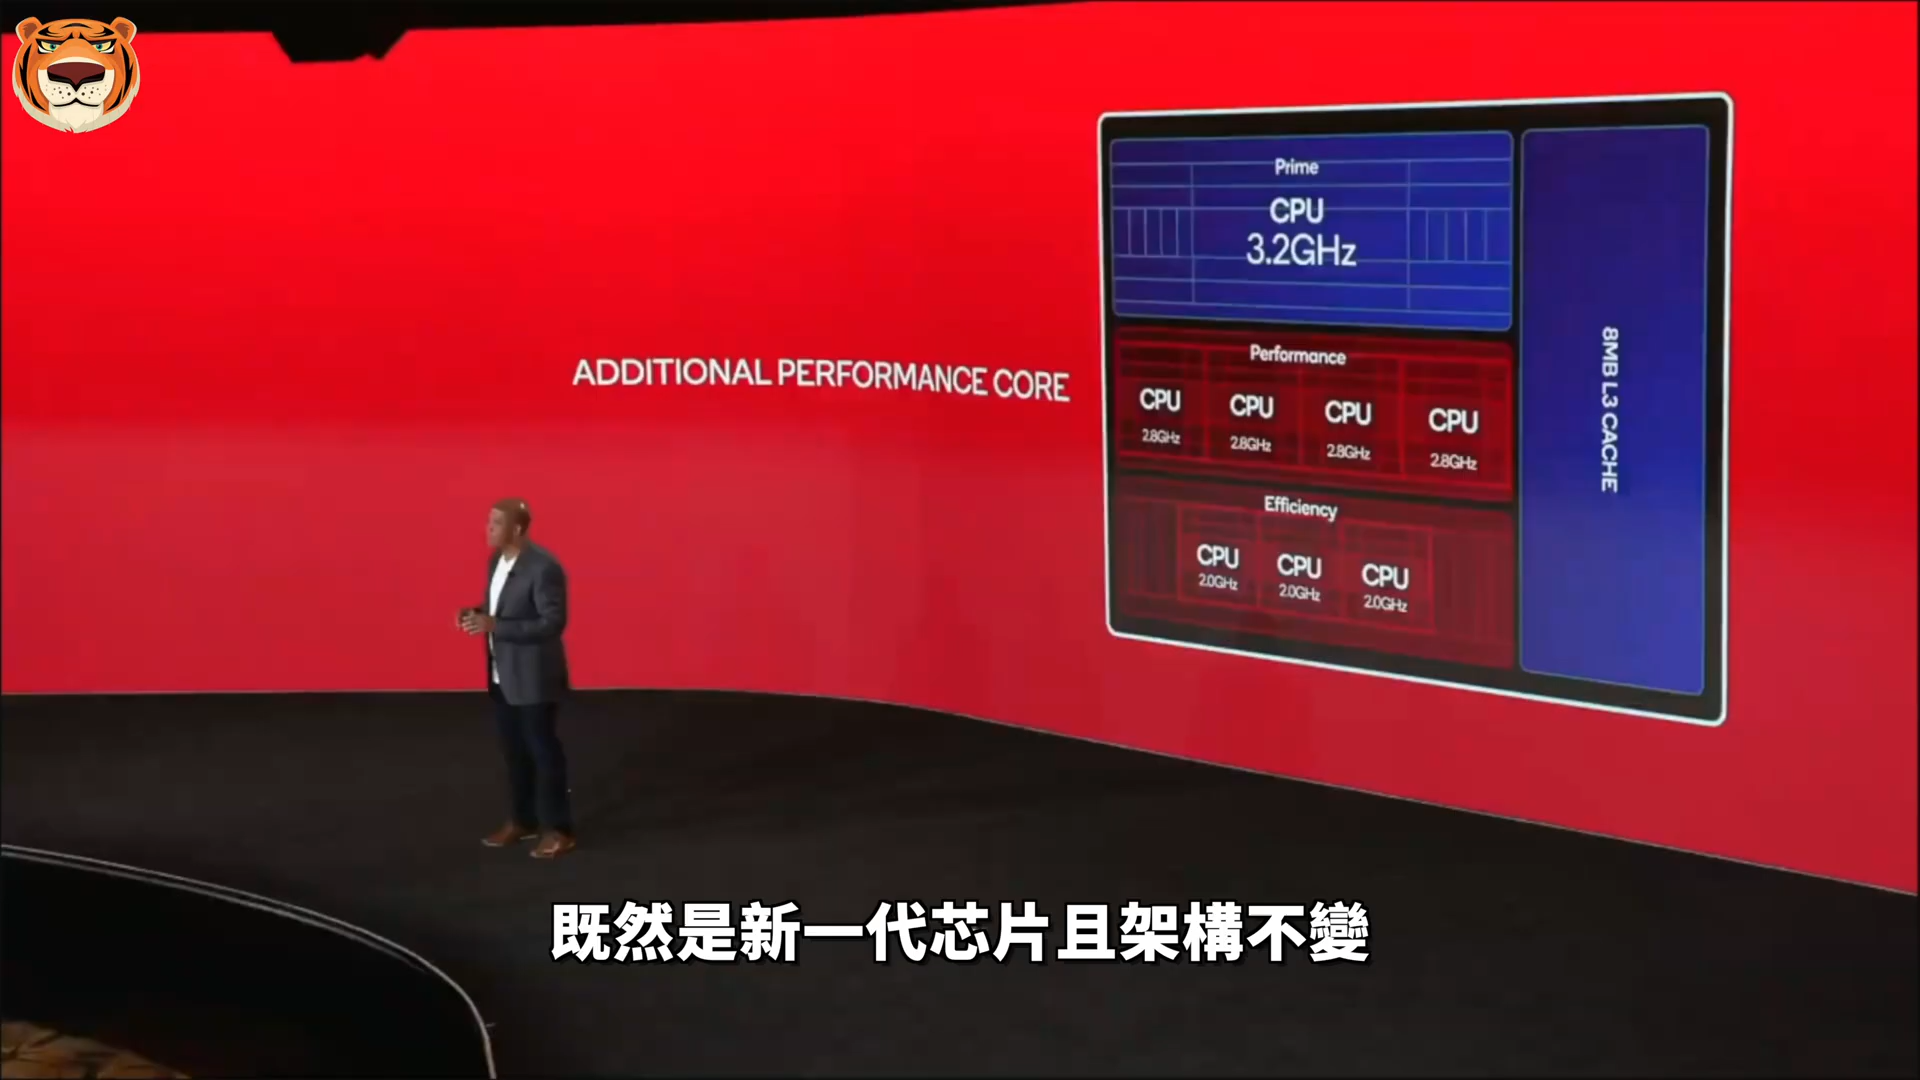 ADDITIONAL PERFORMANCE CORE
Prime
CPU
3.2GHz
Performance
CPU CPU CPU CPU
2.8GHz 2.8GHz 2.8GHz 2.8GHz
Efficiency
CPU CPU CPU
2.0GHz 2.0GHz 2.0GHz
8MB L3 CACHE
既然是新一代芯片且架構不變